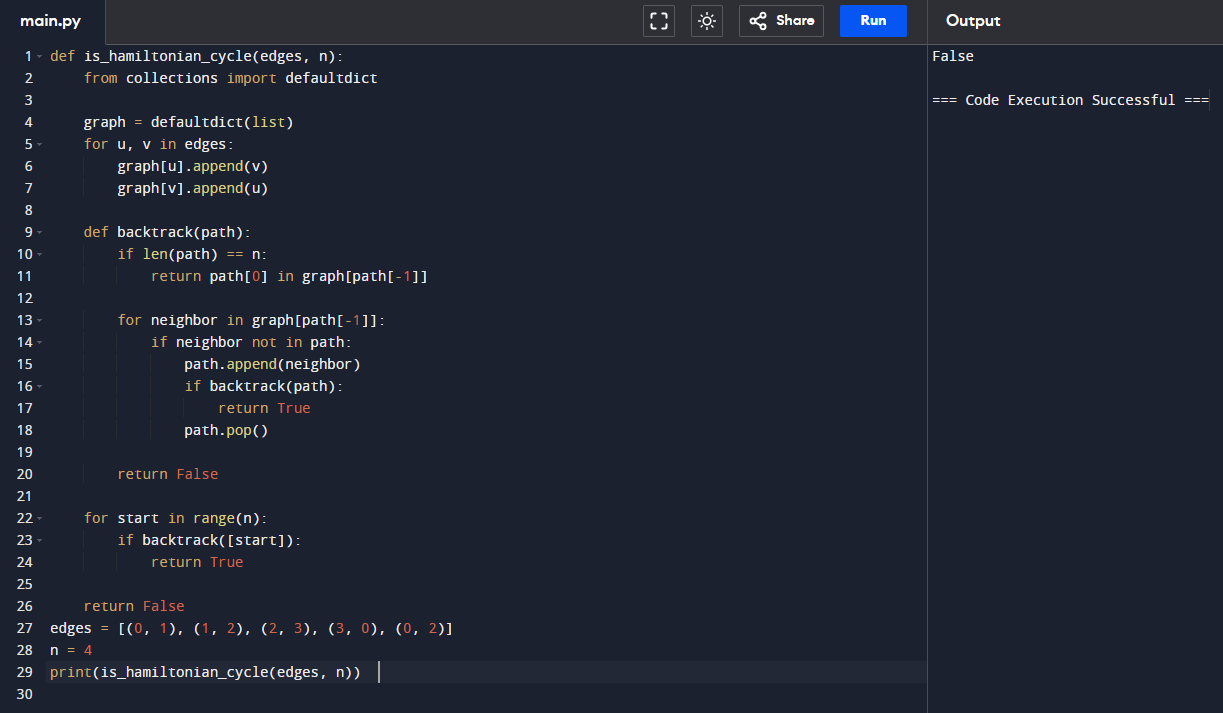 main.py
Share
Run
Output
1 def is_hamiltonian_cycle(edges, n):
2     from collections import defaultdict
3
4     graph = defaultdict(list)
5     for u, v in edges:
6         graph[u].append(v)
7         graph[v].append(u)
8
9     def backtrack(path):
10         if len(path) == n:
11             return path[0] in graph[path[-1]]
12
13         for neighbor in graph[path[-1]]:
14             if neighbor not in path:
15                 path.append(neighbor)
16                 if backtrack(path):
17                     return True
18                 path.pop()
19
20         return False
21
22     for start in range(n):
23         if backtrack([start]):
24             return True
25
26     return False
27 edges = [(0, 1), (1, 2), (2, 3), (3, 0), (0, 2)]
28 n = 4
29 print(is_hamiltonian_cycle(edges, n))
30
False
=== Code Execution Successful ===